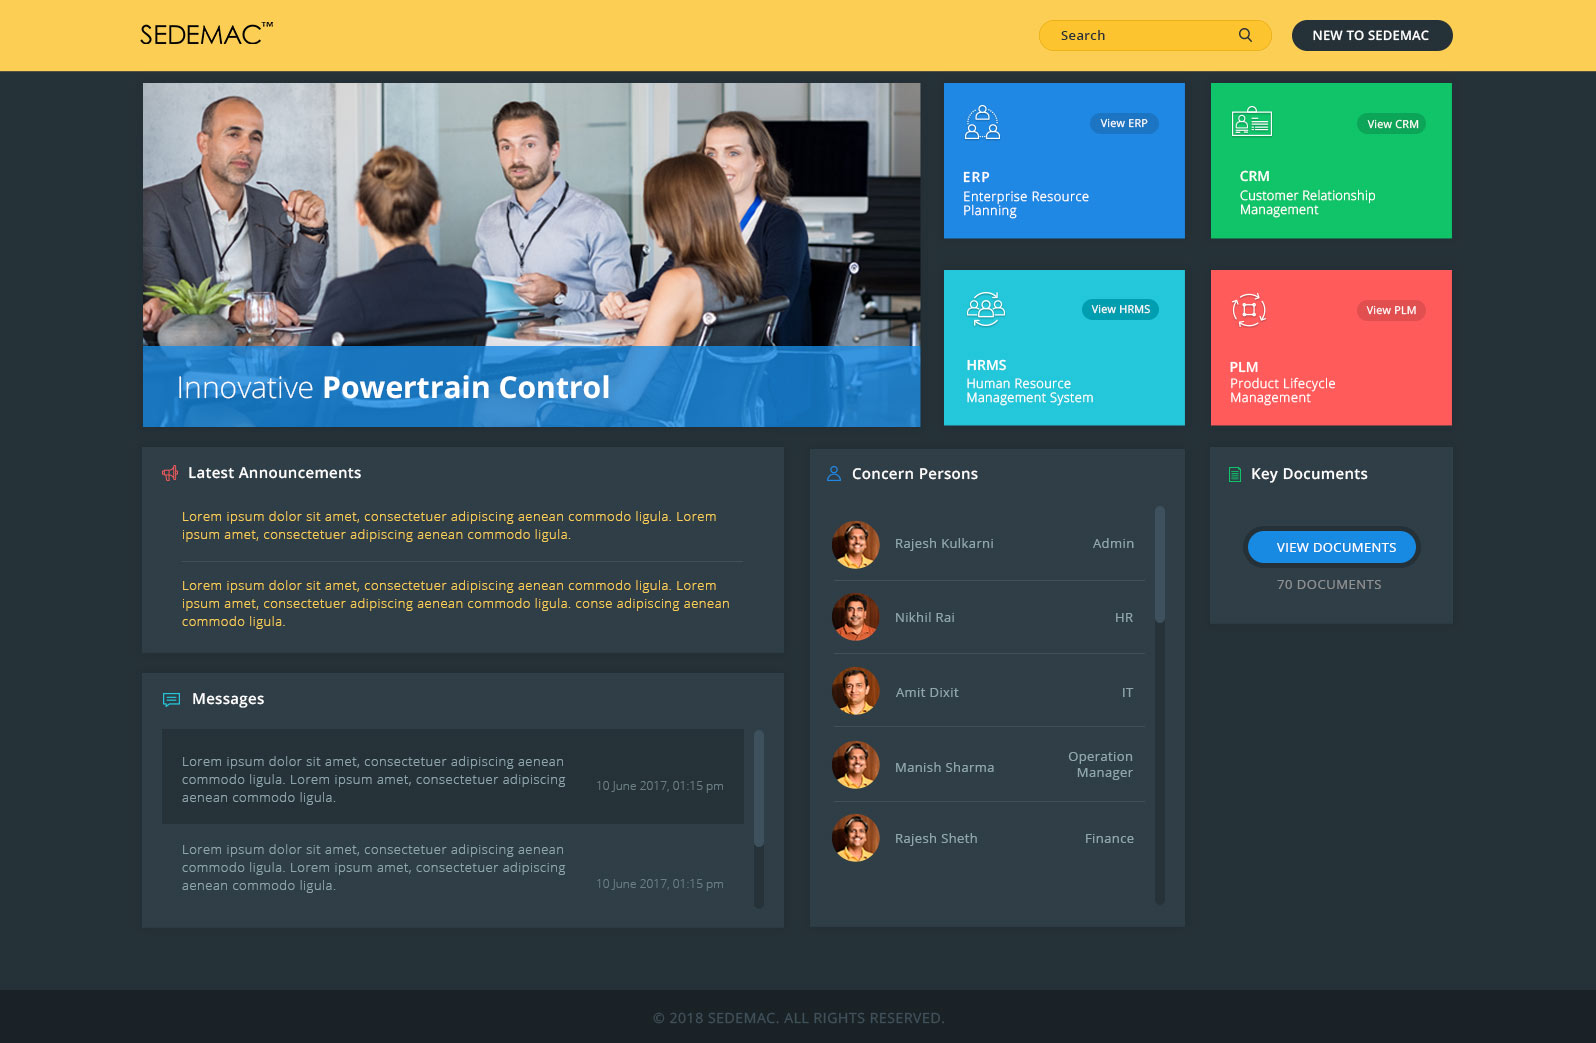 SEDEMAC™
Search
NEW TO SEDEMAC
Innovative Powertrain Control
View ERP
ERP
Enterprise Resource
Planning
View CRM
CRM
Customer Relationship
Management
View HRMS
HRMS
Human Resource
Management System
View PLM
PLM
Product Lifecycle
Management
Latest Announcements
Lorem ipsum dolor sit amet, consectetuer adipiscing aenean commodo ligula. Lorem
ipsum amet, consectetuer adipiscing aenean commodo ligula.
Lorem ipsum dolor sit amet, consectetuer adipiscing aenean commodo ligula. Lorem
ipsum amet, consectetuer adipiscing aenean commodo ligula. conse adipiscing aenean
commodo ligula.
Messages
Lorem ipsum dolor sit amet, consectetuer adipiscing aenean
commodo ligula. Lorem ipsum amet, consectetuer adipiscing
aenean commodo ligula.
10 June 2017, 01:15 pm
Lorem ipsum dolor sit amet, consectetuer adipiscing aenean
commodo ligula. Lorem ipsum amet, consectetuer adipiscing
aenean commodo ligula.
10 June 2017, 01:15 pm
Concern Persons
Rajesh Kulkarni Admin
Nikhil Rai HR
Amit Dixit IT
Manish Sharma Operation
Manager
Rajesh Sheth Finance
Key Documents
VIEW DOCUMENTS
70 DOCUMENTS
© 2018 SEDEMAC. ALL RIGHTS RESERVED.